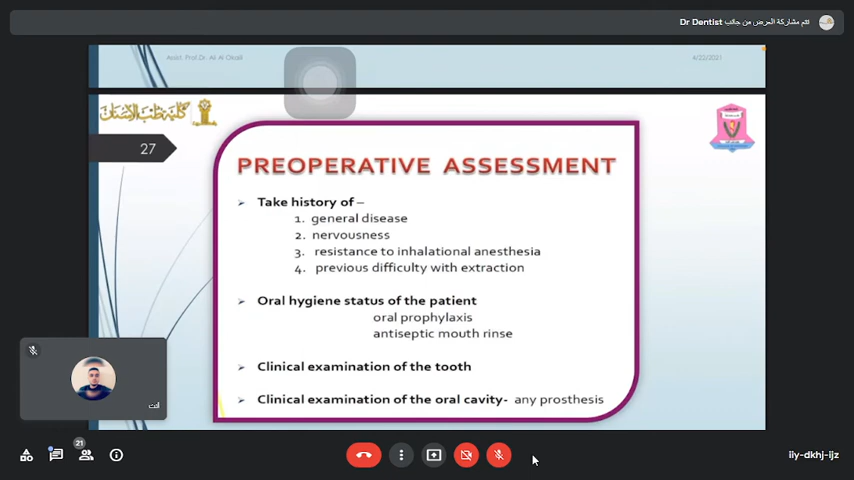 تتم مشاركة العرض من جانب Dr Dentist
Assist. Prof.Dr. Ali Al Okaili
4/22/2021
كلية طب الأسنان
27
PREOPERATIVE ASSESSMENT
➢ Take history of –
1. general disease
2. nervousness
3. resistance to inhalational anesthesia
4. previous difficulty with extraction
➢ Oral hygiene status of the patient
oral prophylaxis
antiseptic mouth rinse
➢ Clinical examination of the tooth
➢ Clinical examination of the oral cavity- any prosthesis
أنت
21
iiy-dkhj-ijz